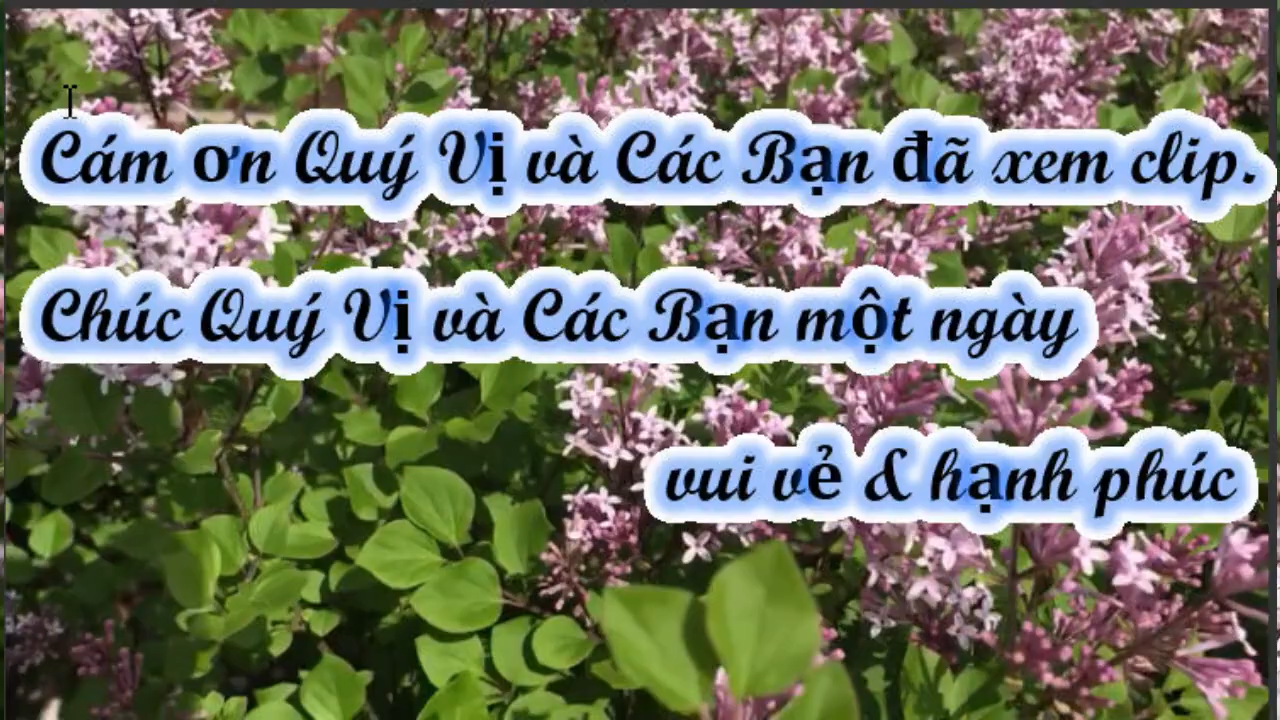 Cám ơn Quý Vị và Các Bạn đã xem clip.
Chúc Quý Vị và Các Bạn một ngày
vui vẻ & hạnh phúc